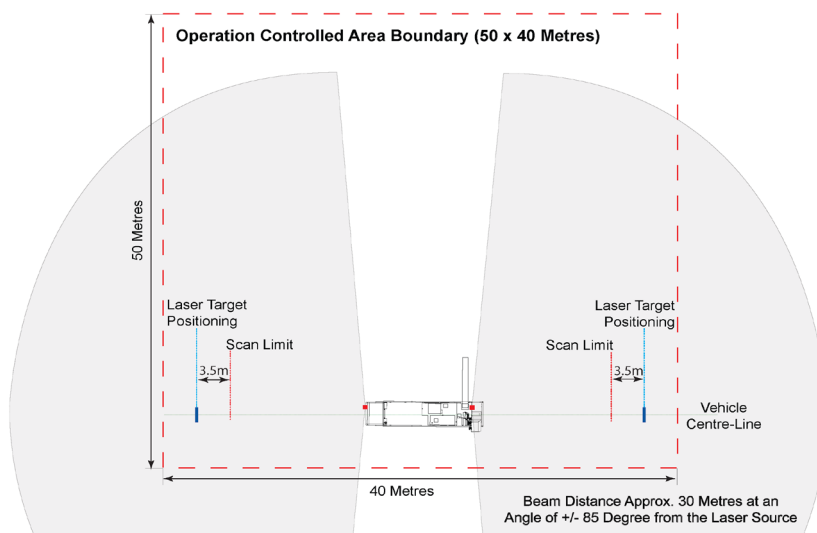 Operation Controlled Area Boundary (50 x 40 Metres)
50 Metres
Laser Target
Positioning
Scan Limit
3.5m
Laser Target
Positioning
Scan Limit
3.5m
Vehicle
Centre-Line
40 Metres
Beam Distance Approx. 30 Metres at an
Angle of +/- 85 Degree from the Laser Source